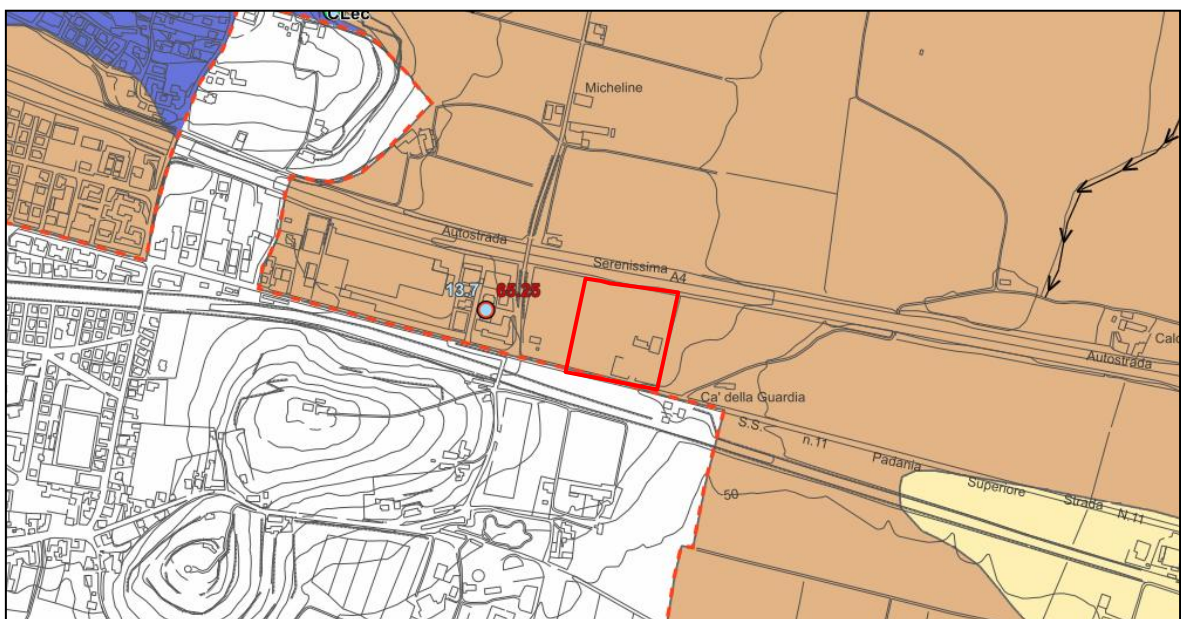 CLec
Micheline
Autostrada
Serenissima
A4
13.7 65.25
Calc
Autostrada
Ca' della Guardia
S.S. n.11 Padania Superiore Strada N.11
50